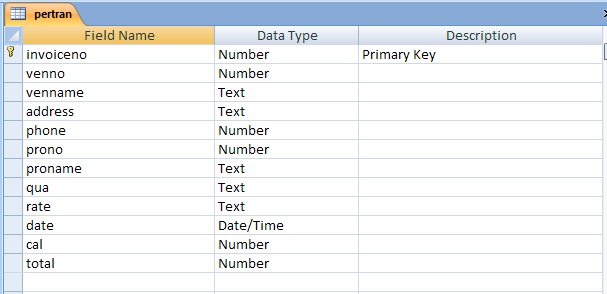 pertran
Field Name Data Type Description
invoiceno Number Primary Key
venno Number
venname Text
address Text
phone Number
prono Number
proname Text
qua Text
rate Text
date Date/Time
cal Number
total Number